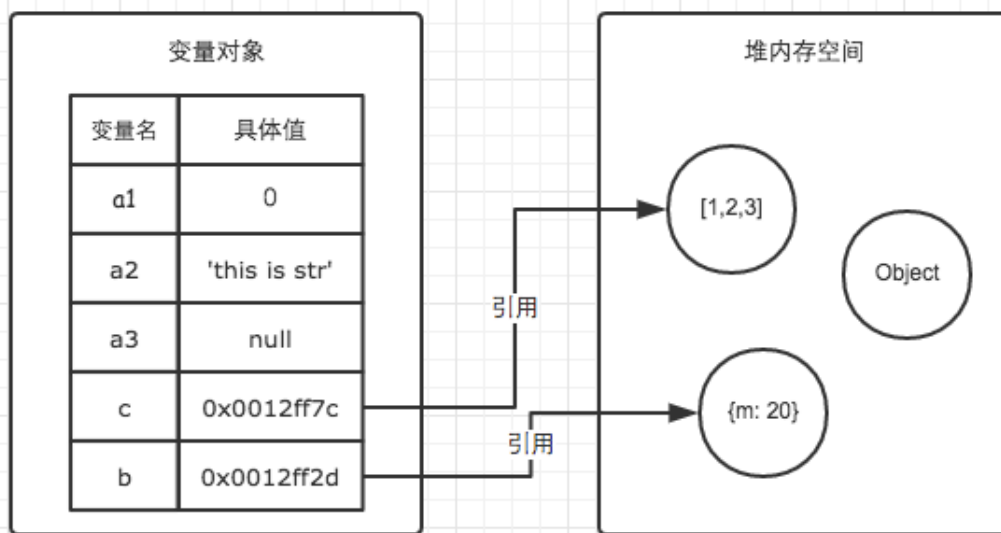 变量对象
变量名 具体值
a1 0
a2 'this is str'
a3 null
c 0x0012ff7c
b 0x0012ff2d
引用
引用
堆内存空间
[1,2,3]
Object
{m: 20}